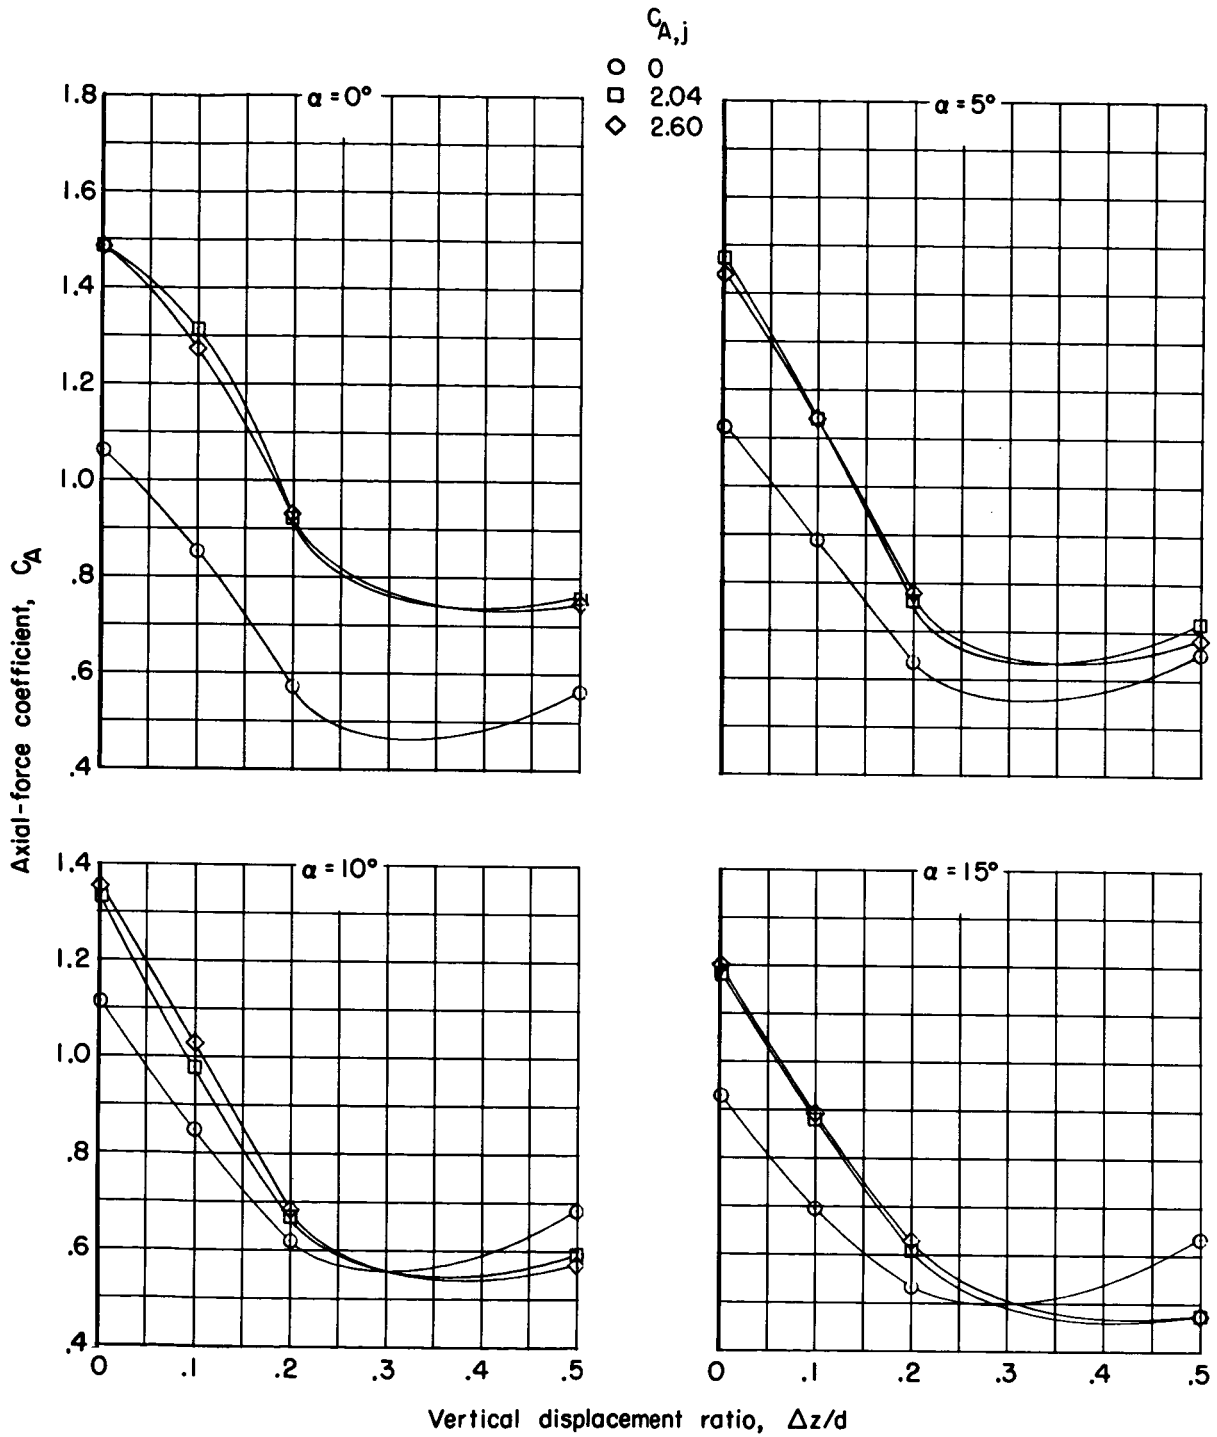 C_A,j
0
2.04
2.60
α = 0°
α = 5°
1.8
1.6
1.4
1.2
1.0
.8
.6
.4
Axial-force coefficient, C_A
α = 10°
α = 15°
1.4
1.2
1.0
.8
.6
.4
0 .1 .2 .3 .4 .5
0 .1 .2 .3 .4 .5
Vertical displacement ratio, Δz/d